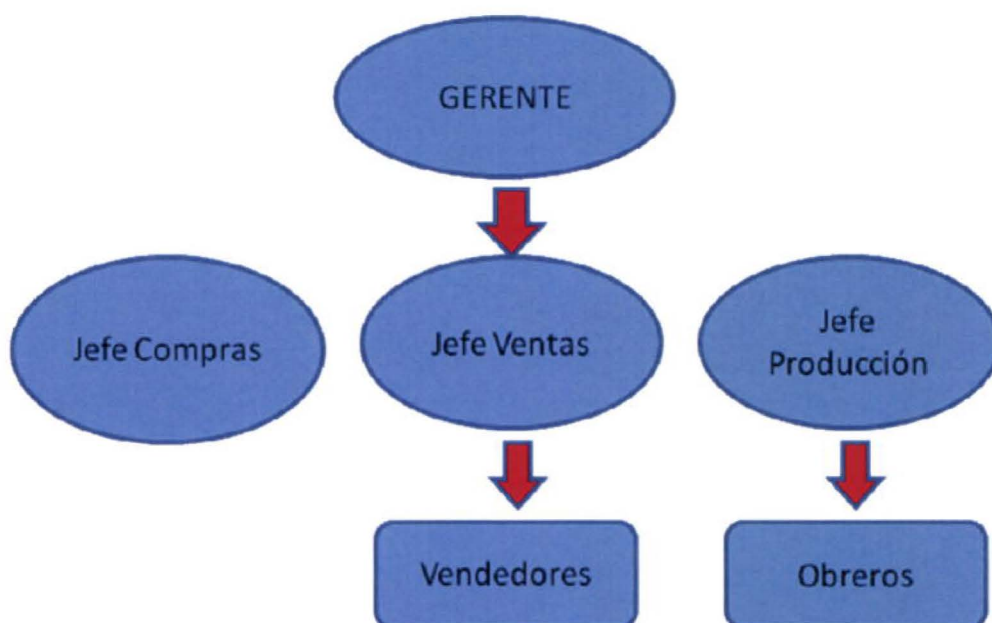 GERENTE
Jefe Compras
Jefe Ventas
Jefe
Producción
Vendedores
Obreros